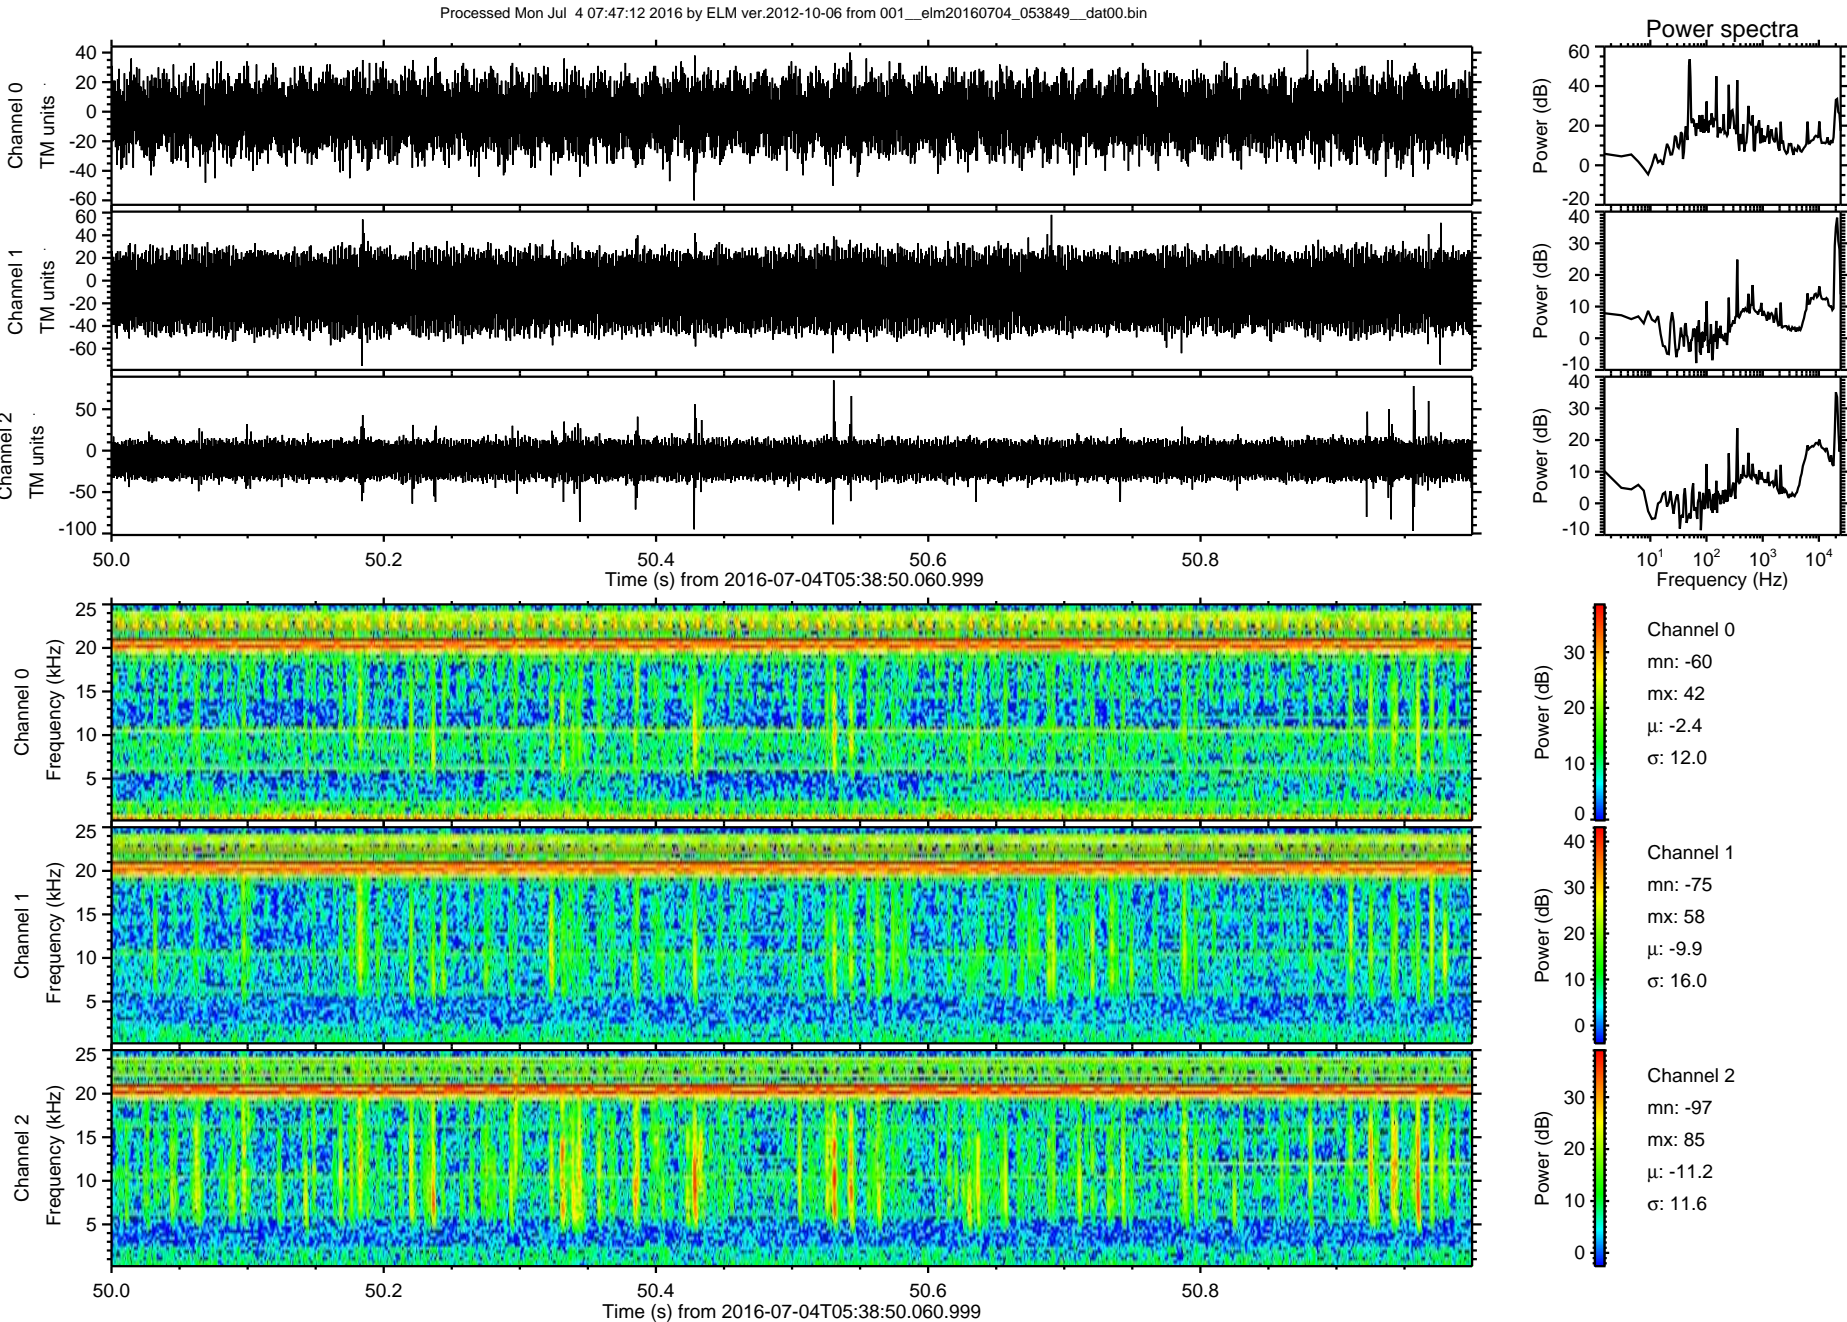 Processed Mon Jul  4 07:47:12 2016 by ELM ver.2012-10-06 from 001__elm20160704_053849__dat00.bin
Power spectra
Channel 0
TM units
40
20
0
-20
-40
-60
Power (dB)
60
40
20
0
-20
Channel 1
TM units
60
40
20
0
-20
-40
-60
Power (dB)
40
30
20
10
0
-10
Channel 2
TM units
50
0
-50
-100
Power (dB)
40
30
20
10
0
-10
50.0 50.2 50.4 50.6 50.8
Time (s) from 2016-07-04T05:38:50.060.999
10^1 10^2 10^3 10^4
Frequency (Hz)
Channel 0
Frequency (kHz)
25
20
15
10
5
Power (dB)
30
20
10
0
Channel 0
mn: -60
mx: 42
μ: -2.4
σ: 12.0
Channel 1
Frequency (kHz)
25
20
15
10
5
Power (dB)
40
30
20
10
0
Channel 1
mn: -75
mx: 58
μ: -9.9
σ: 16.0
Channel 2
Frequency (kHz)
25
20
15
10
5
Power (dB)
30
20
10
0
Channel 2
mn: -97
mx: 85
μ: -11.2
σ: 11.6
50.0 50.2 50.4 50.6 50.8
Time (s) from 2016-07-04T05:38:50.060.999